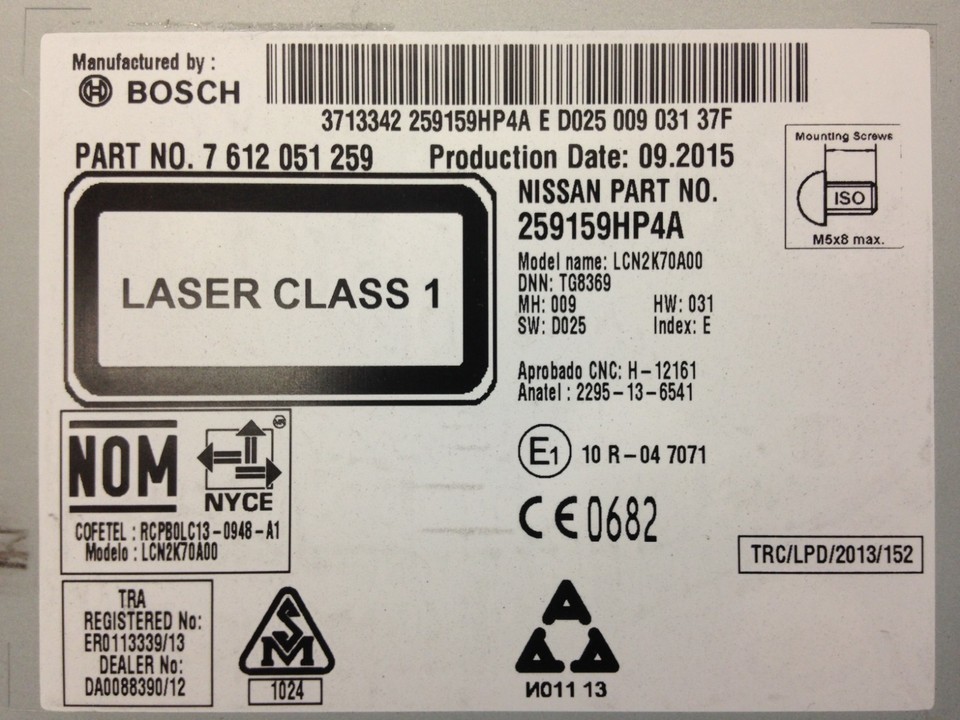 Manufactured by :
BOSCH
3713342 259159HP4A E D025 009 031 37F
PART NO. 7 612 051 259 Production Date: 09.2015
Mounting Screws
ISO
M5x8 max.
LASER CLASS 1
NISSAN PART NO.
259159HP4A
Model name: LCN2K70A00
DNN: TG8369
MH: 009 HW: 031
SW: D025 Index: E
Aprobado CNC: H-12161
Anatel : 2295-13-6541
E1 10 R-04 7071
CE0682
NOM
NYCE
COFETEL : RCPBOLC13-0948-A1
Modelo : LCN2K70A00
TRC/LPD/2013/152
TRA
REGISTERED No:
ER0113339/13
DEALER No:
DA0088390/12
SM
1024
И011 13